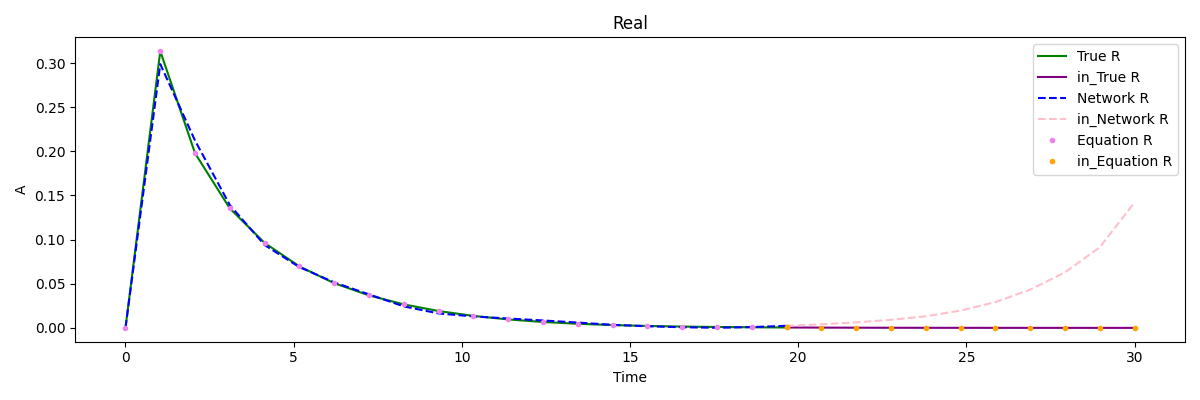 Real
True R
in_True R
Network R
in_Network R
Equation R
in_Equation R
A
0.30
0.25
0.20
0.15
0.10
0.05
0.00
0 5 10 15 20 25 30
Time